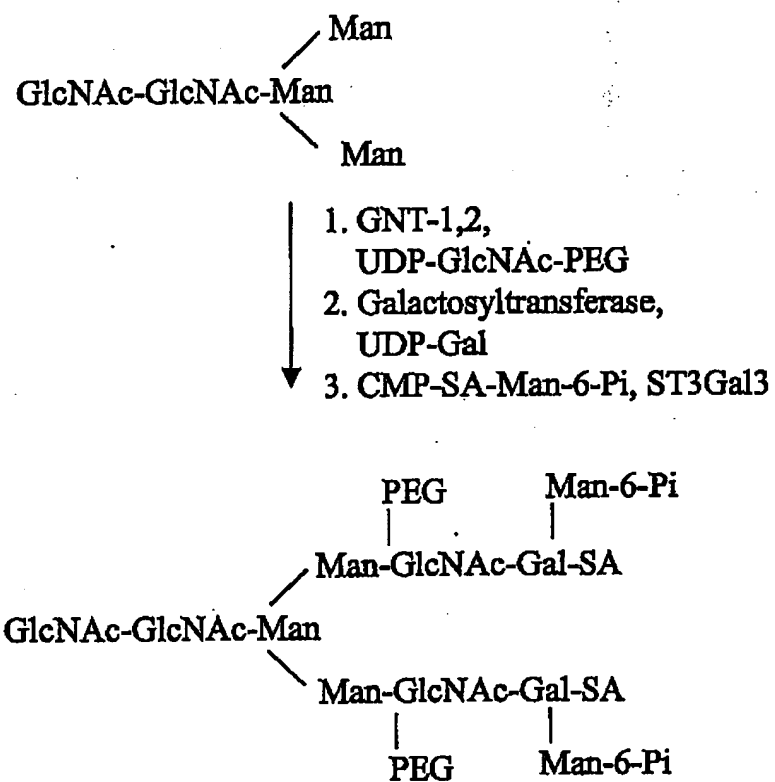 Man
GlcNAc-GlcNAc-Man
Man
1. GNT-1,2,
UDP-GlcNAc-PEG
2. Galactosyltransferase,
UDP-Gal
3. CMP-SA-Man-6-Pi, ST3Gal3
PEG Man-6-Pi
Man-GlcNAc-Gal-SA
GlcNAc-GlcNAc-Man
Man-GlcNAc-Gal-SA
PEG Man-6-Pi